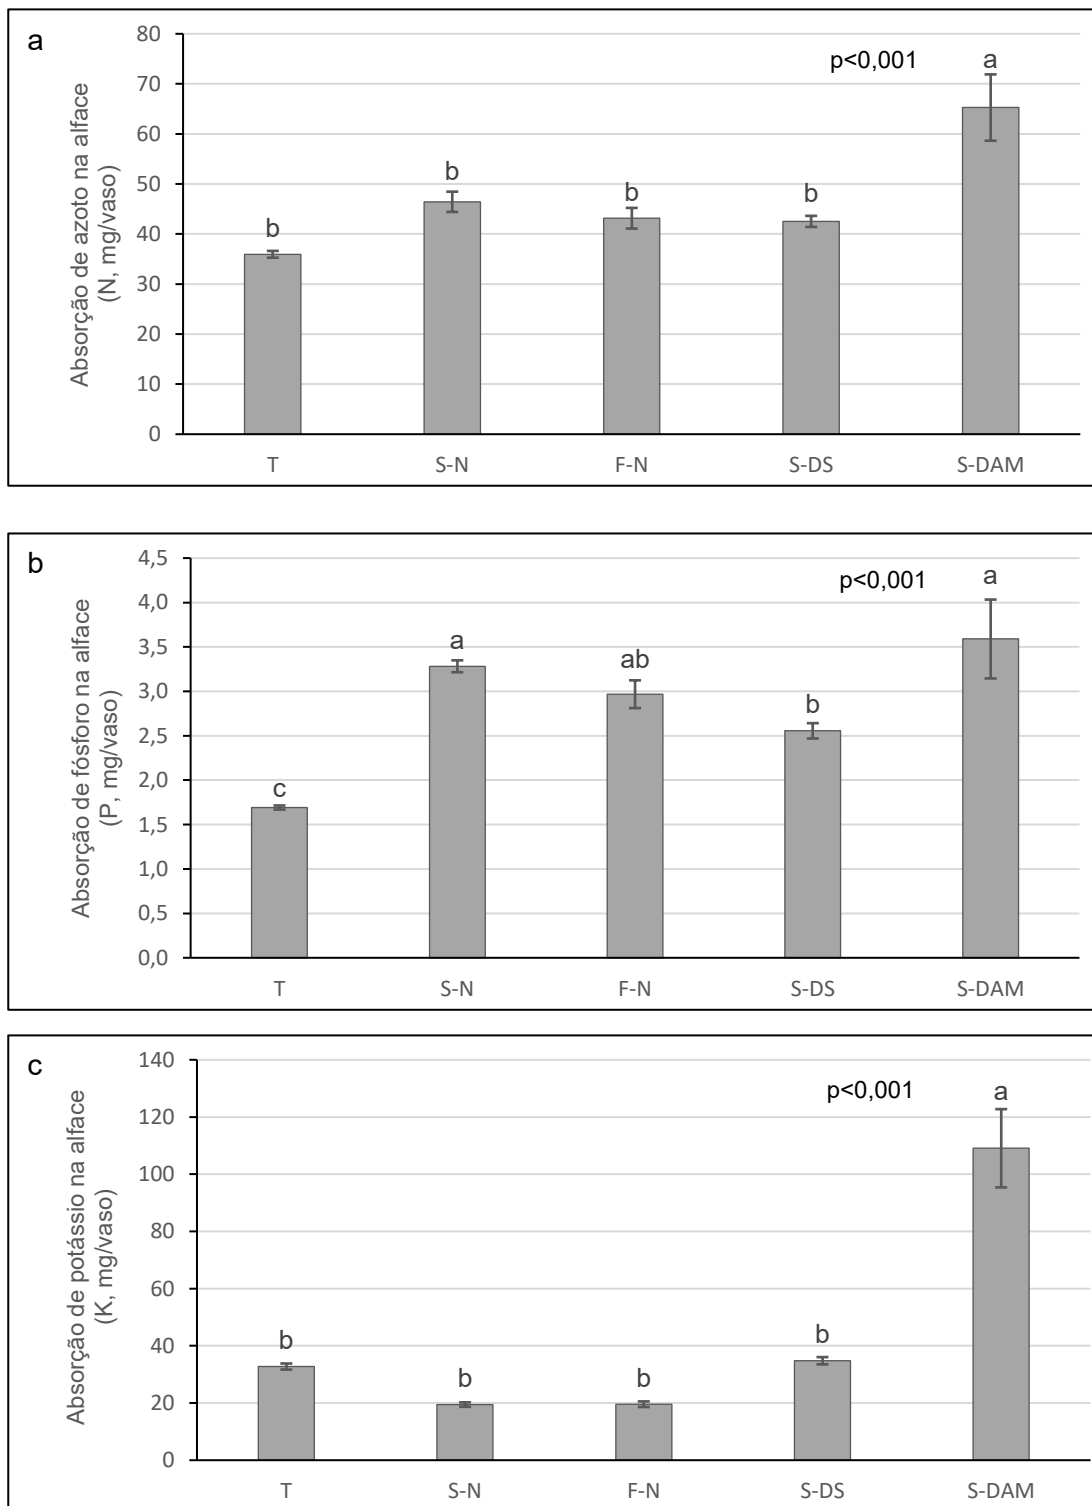 a
Absorção de azoto na alface
(N, mg/vaso)
80
70
60
50
40
30
20
10
0
p<0,001
b
b
b
b
a
T S-N F-N S-DS S-DAM
b
Absorção de fósforo na alface
(P, mg/vaso)
4,5
4,0
3,5
3,0
2,5
2,0
1,5
1,0
0,5
0,0
p<0,001
c
a
ab
b
a
T S-N F-N S-DS S-DAM
c
Absorção de potássio na alface
(K, mg/vaso)
140
120
100
80
60
40
20
0
p<0,001
b
b
b
b
a
T S-N F-N S-DS S-DAM